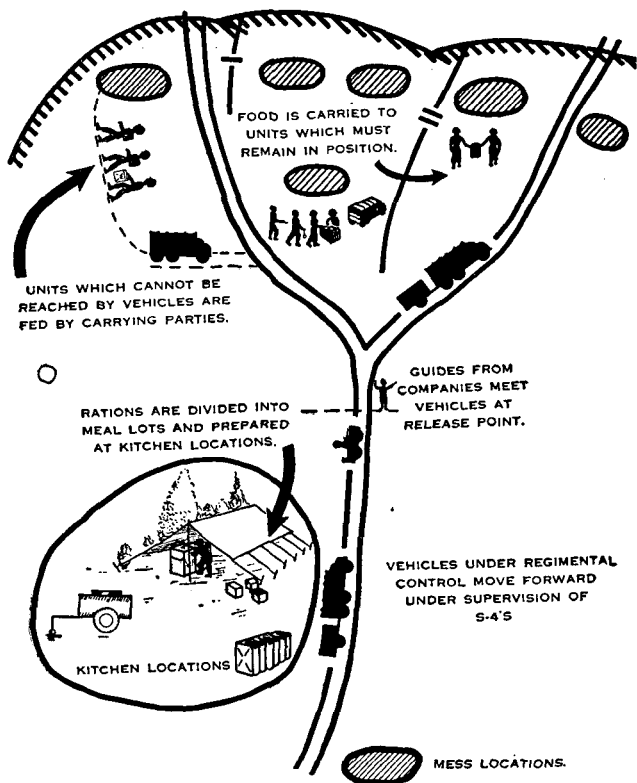 FOOD IS CARRIED TO
UNITS WHICH MUST
REMAIN IN POSITION.
UNITS WHICH CANNOT BE
REACHED BY VEHICLES ARE
FED BY CARRYING PARTIES.
GUIDES FROM
COMPANIES MEET
VEHICLES AT
RELEASE POINT.
RATIONS ARE DIVIDED INTO
MEAL LOTS AND PREPARED
AT KITCHEN LOCATIONS.
VEHICLES UNDER REGIMENTAL
CONTROL MOVE FORWARD
UNDER SUPERVISION OF
S-4'S
KITCHEN LOCATIONS
MESS LOCATIONS.